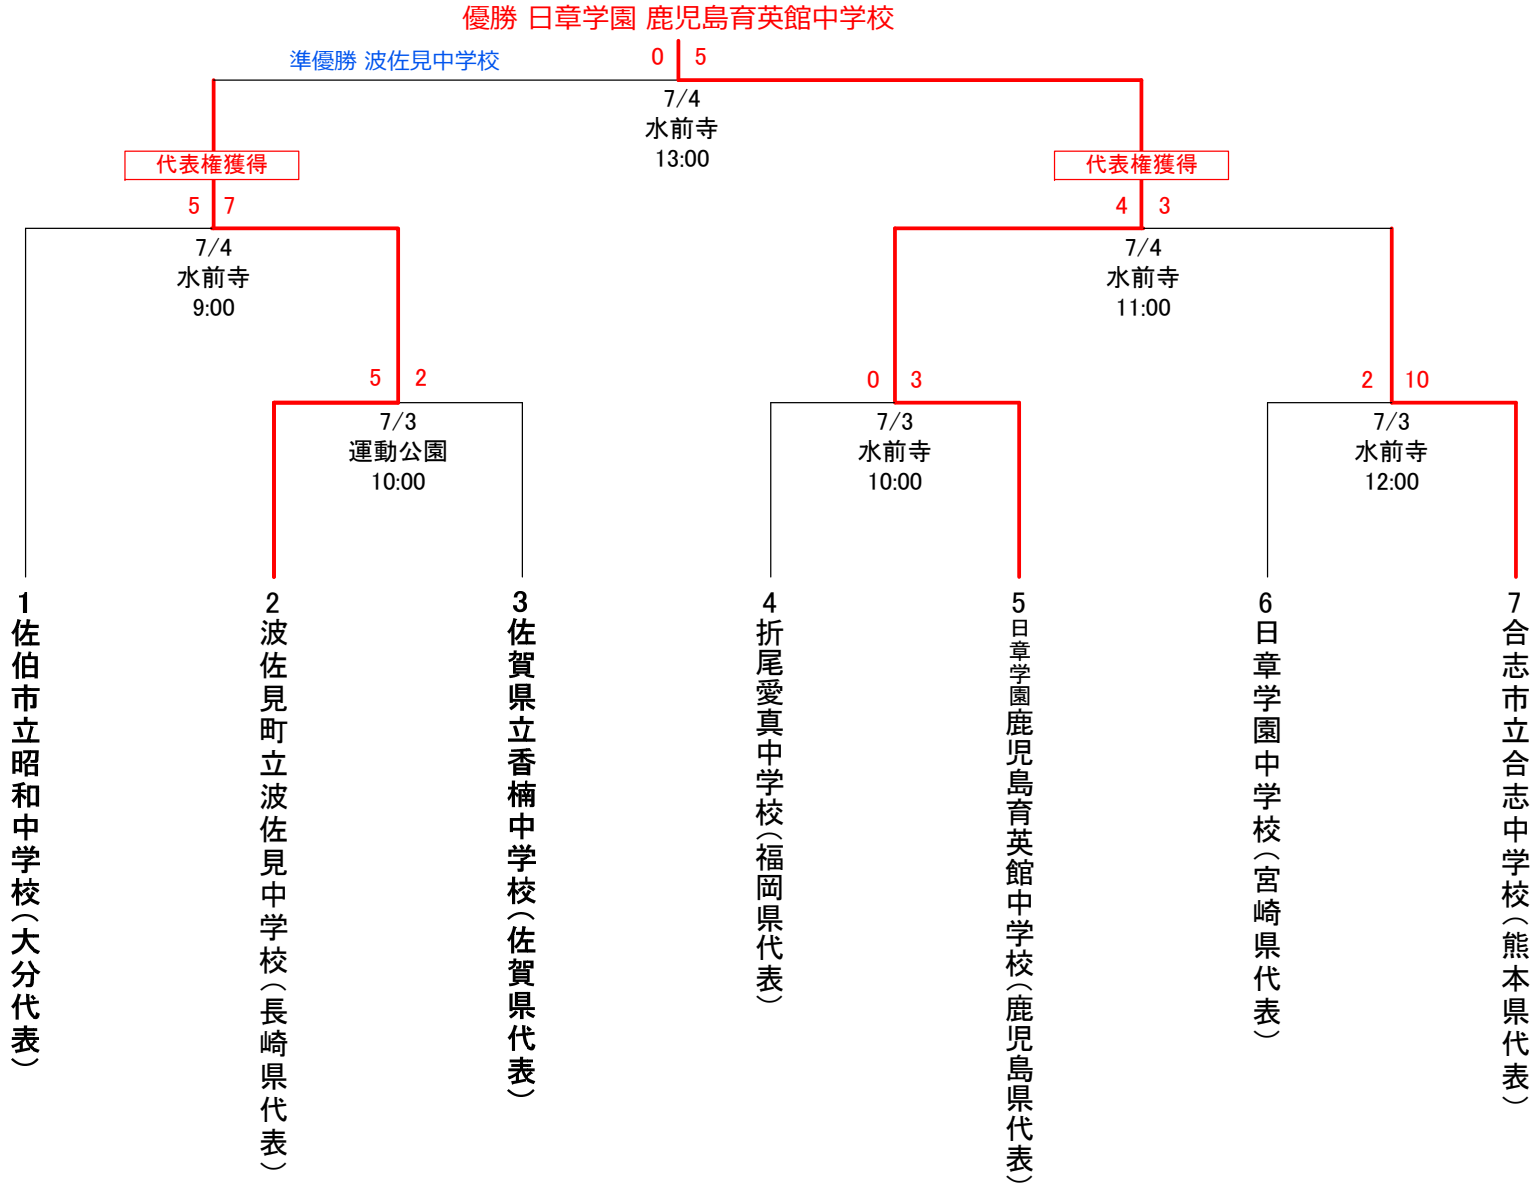 優勝 日章学園 鹿児島育英館中学校
準優勝 波佐見中学校
0 5
7/4
水前寺
13:00
代表権獲得
代表権獲得
5 7
4 3
7/4
水前寺
9:00
7/4
水前寺
11:00
5 2
0 3
2 10
7/3
運動公園
10:00
7/3
水前寺
10:00
7/3
水前寺
12:00
1
佐伯市立昭和中学校(大分代表)
2
波佐見町立波佐見中学校(長崎県代表)
3
佐賀県立香楠中学校(佐賀県代表)
4
折尾愛真中学校(福岡県代表)
5
日章学園鹿児島育英館中学校(鹿児島県代表)
6
日章学園中学校(宮崎県代表)
7
合志市立合志中学校(熊本県代表)